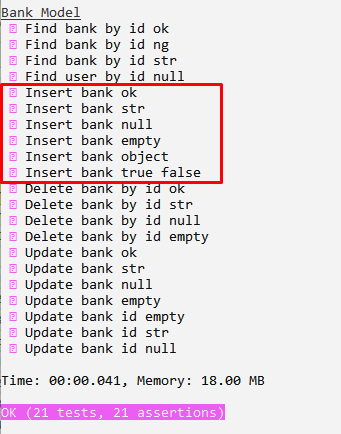 Bank Model
Find bank by id ok
Find bank by id ng
Find bank by id str
Find user by id null
Insert bank ok
Insert bank str
Insert bank null
Insert bank empty
Insert bank object
Insert bank true false
Delete bank by id ok
Delete bank by id str
Delete bank by id null
Delete bank by id empty
Update bank ok
Update bank str
Update bank null
Update bank empty
Update bank id empty
Update bank id str
Update bank id null
Time: 00:00.041, Memory: 18.00 MB
OK (21 tests, 21 assertions)